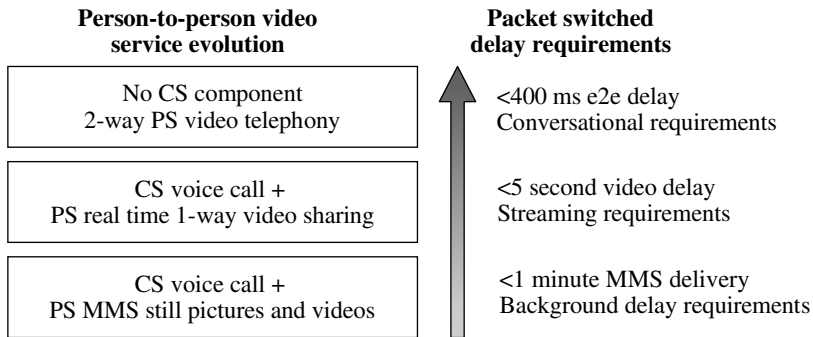 Person-to-person video
service evolution
Packet switched
delay requirements
No CS component
2-way PS video telephony
<400 ms e2e delay
Conversational requirements
CS voice call +
PS real time 1-way video sharing
<5 second video delay
Streaming requirements
CS voice call +
PS MMS still pictures and videos
<1 minute MMS delivery
Background delay requirements